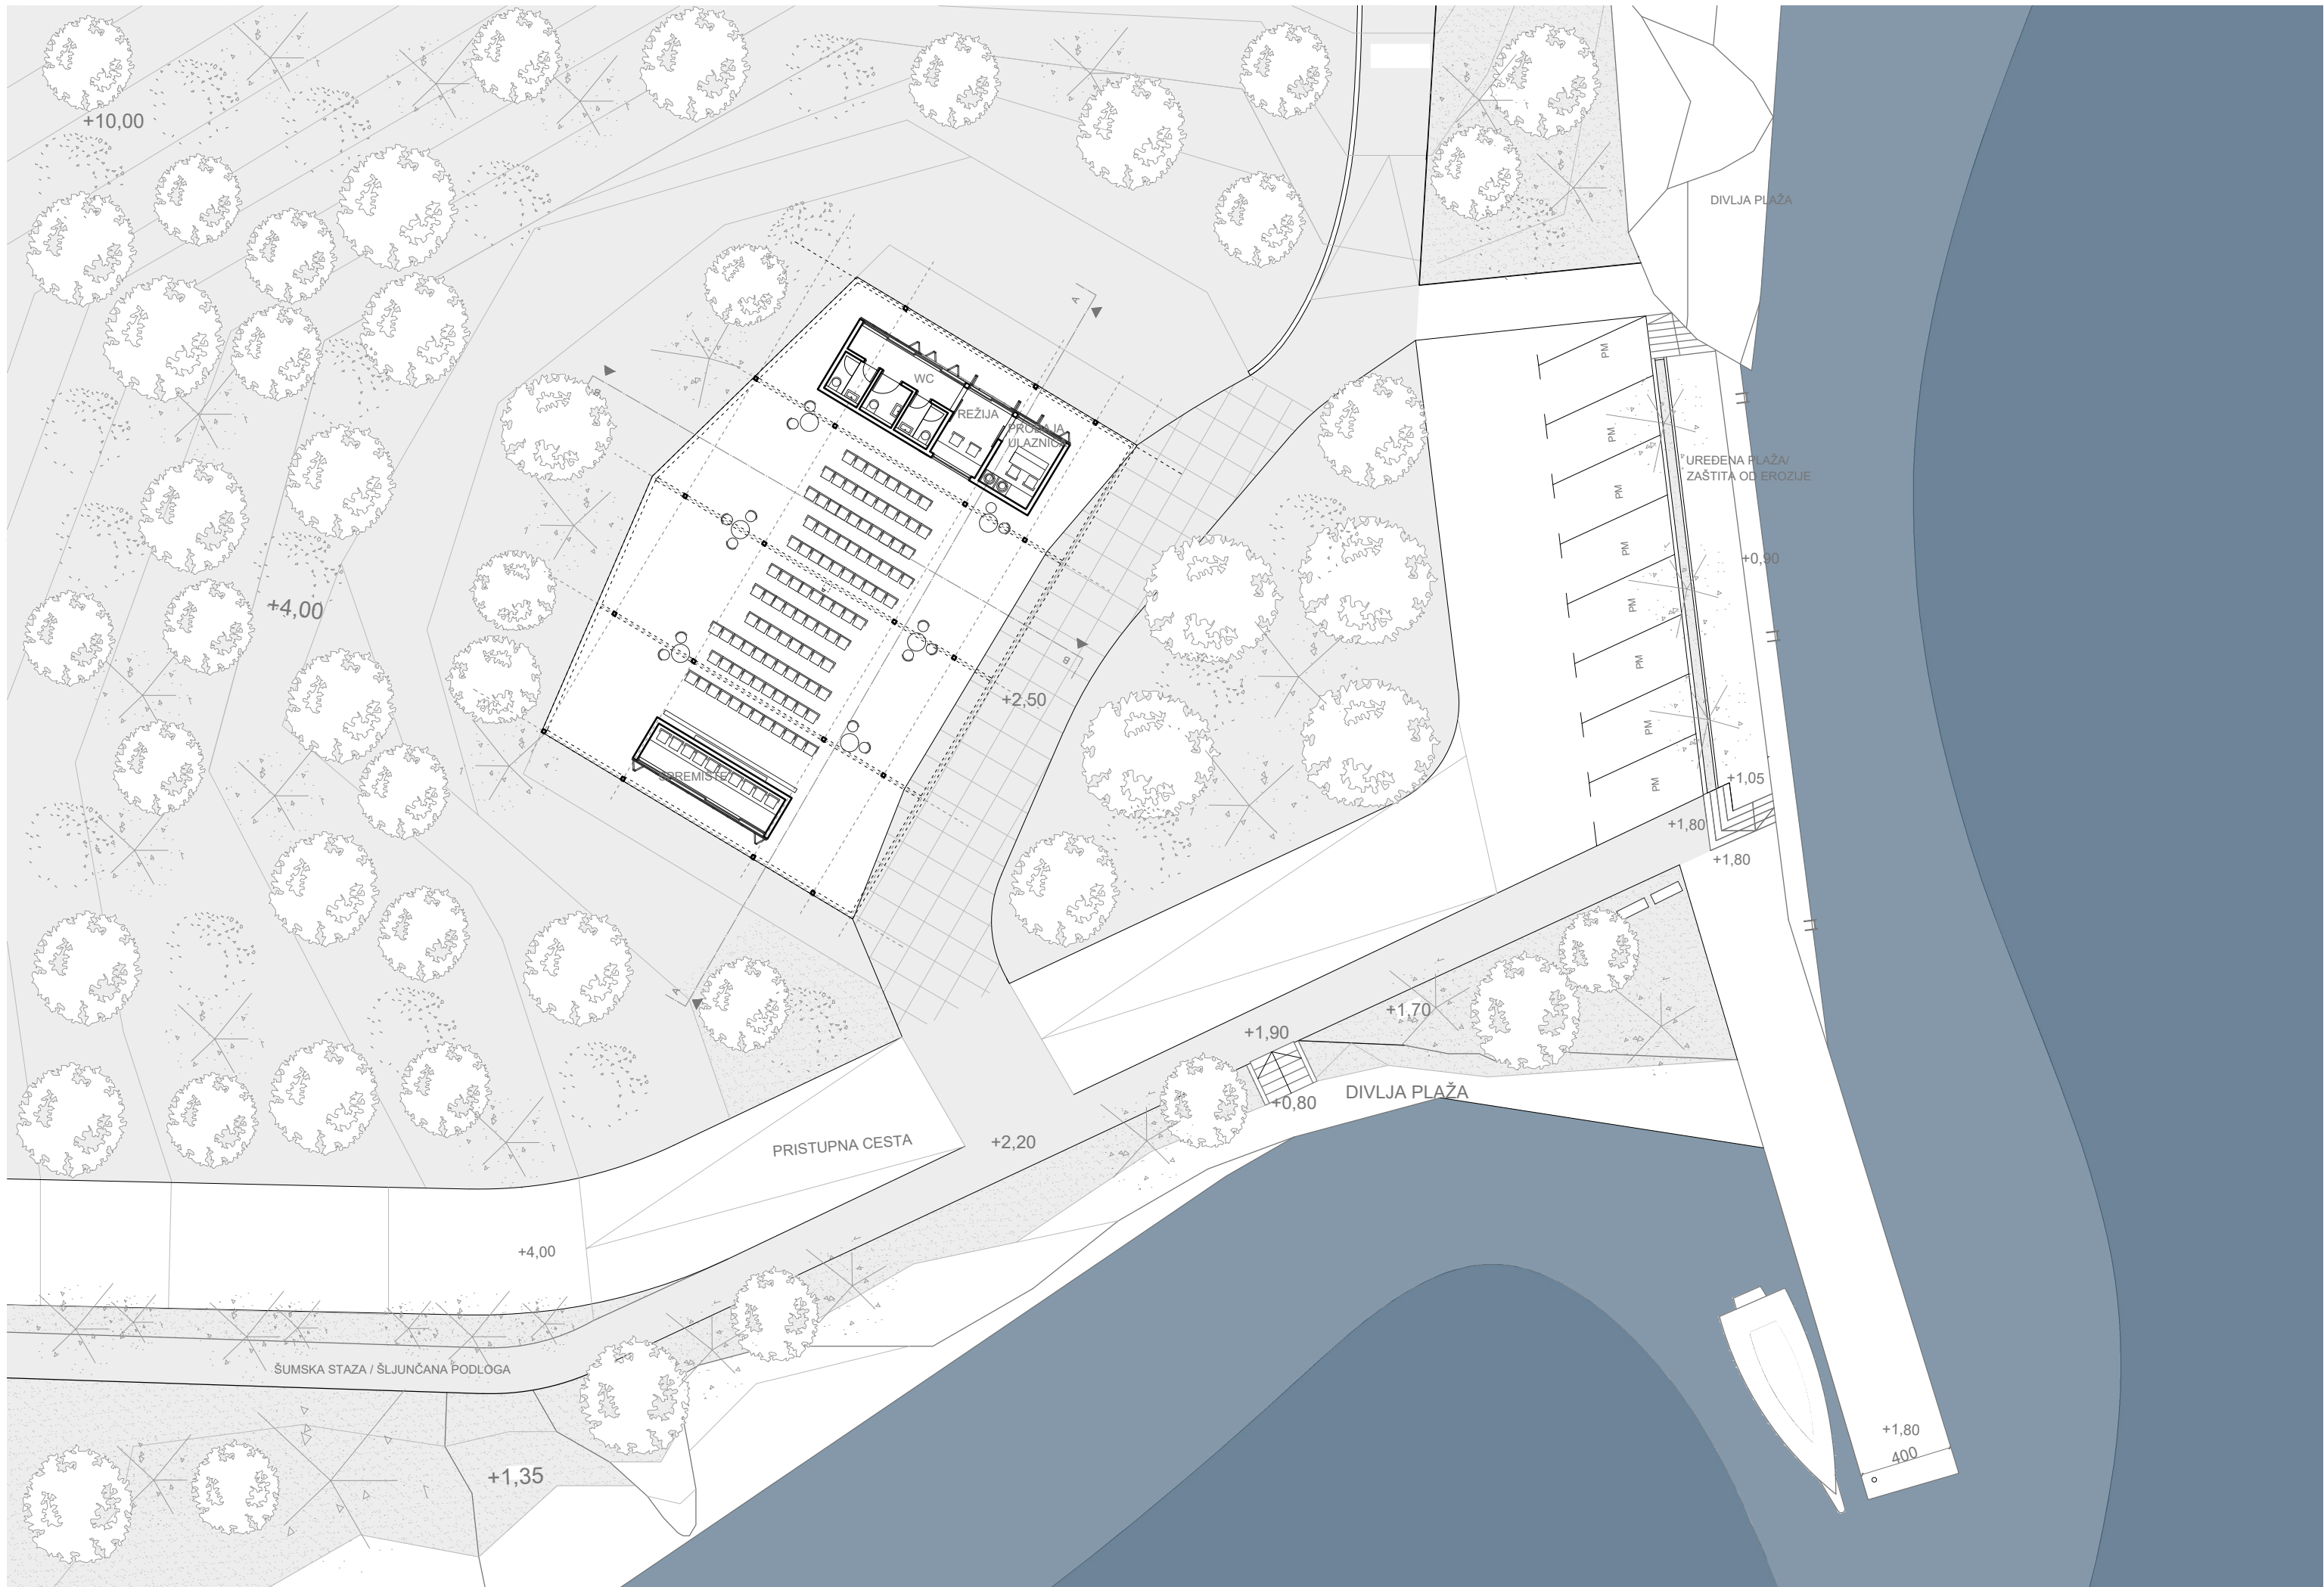 +10,00
DIVLJA PLAŽA
A
B
WC
REŽIJA
PRODAJA
ULAZNICA
PM
PM
PM
PM
PM
PM
PM
PM
UREĐENA PLAŽA/
ZAŠTITA OD EROZIJE
+0,90
+4,00
B
+2,50
SPREMIŠTE
+1,05
+1,80
+1,80
A
+1,70
+1,90
DIVLJA PLAŽA
+0,80
PRISTUPNA CESTA
+2,20
+4,00
ŠUMSKA STAZA / ŠLJUNČANA PODLOGA
+1,35
+1,80
400